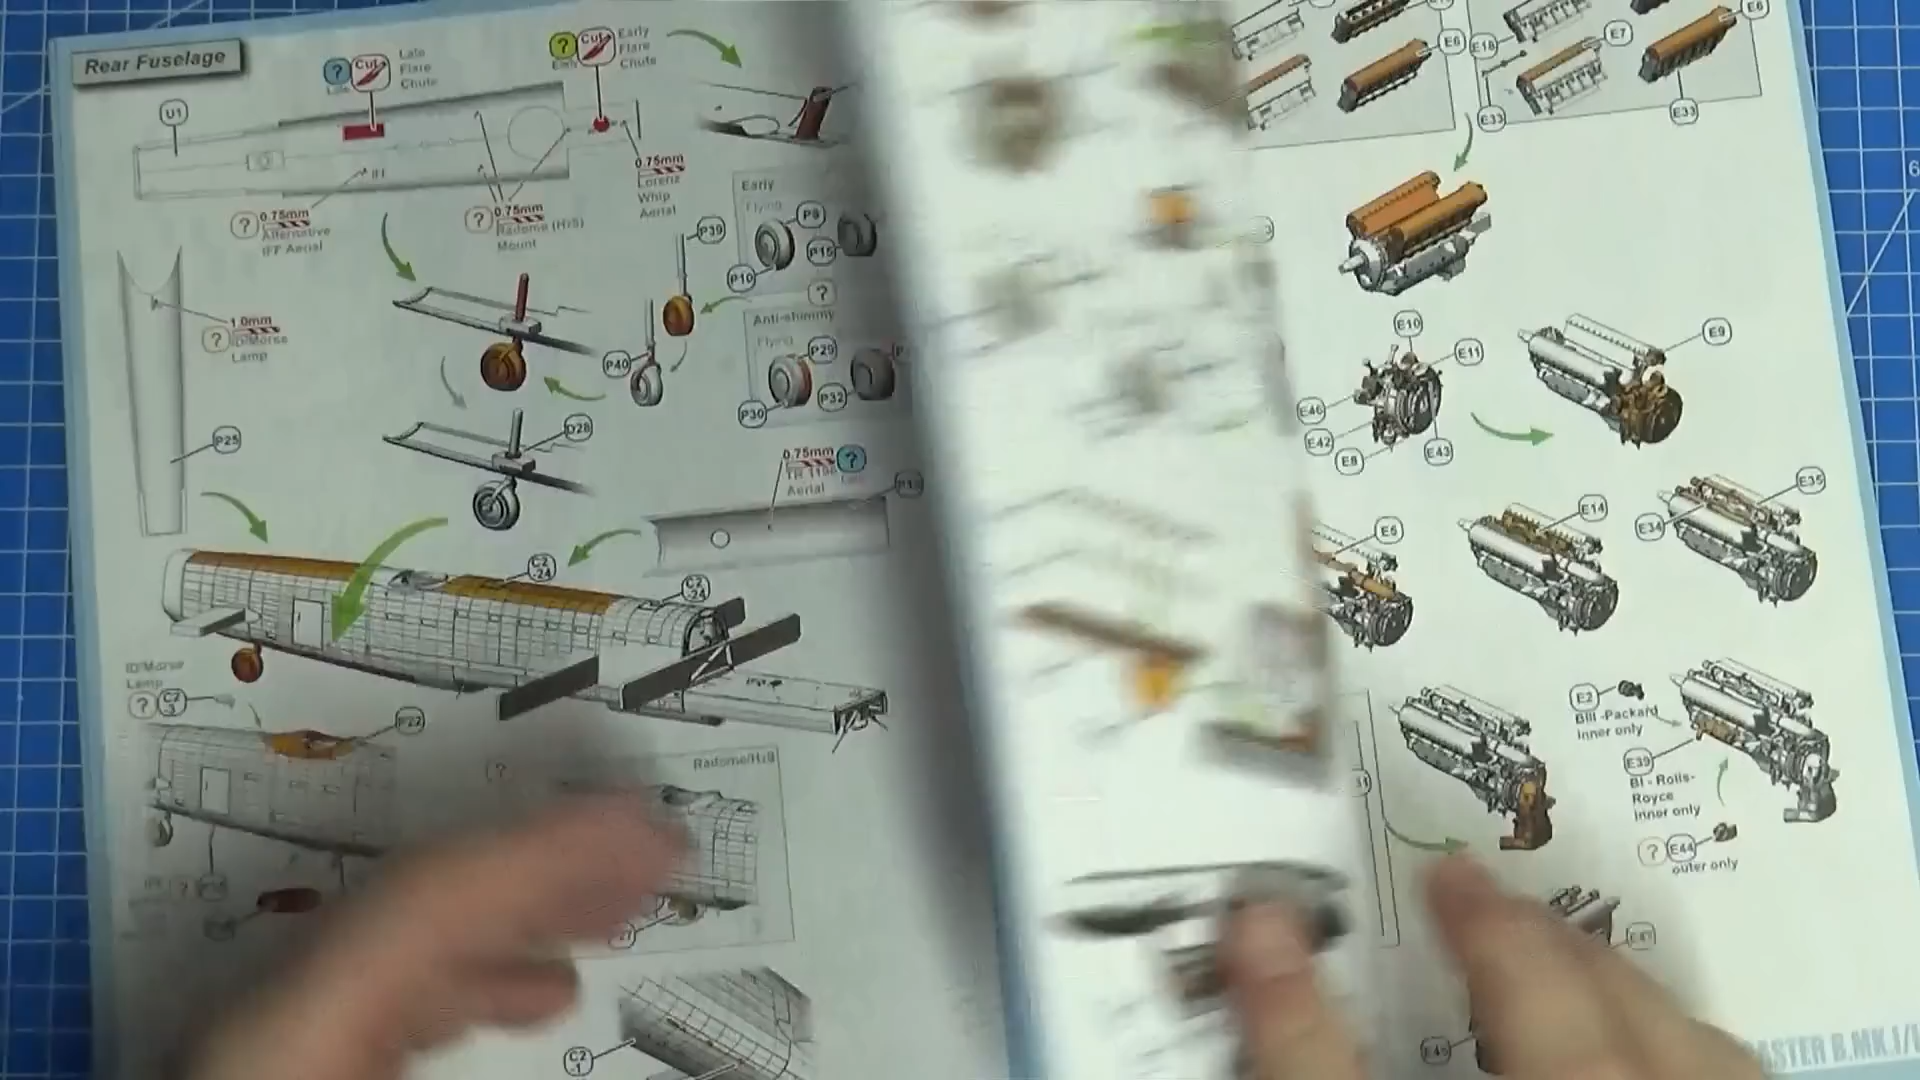 Rear Fuselage
?
Cut
Late
Flare
Chute
?
Cut
Early
Flare
Chute
U1
0.75mm
Lorenz
Whip
Aerial
?
0.75mm
Alternative
IFF Aerial
?
0.75mm
Radome (H2S)
Mount
Early
Flying
P9
P10
P15
P39
?
1.0mm
ID/Morse
Lamp
P40
?
Anti-shimmy
Flying
P29
P30
P32
P25
D28
0.75mm
?
Aerial
C2
-24
C2
-24
ID/Morse
Lamp
?
C2
-3
P22
?
Radome/H2S
C2
-1
E6
E18
E7
E6
E33
E33
E10
E11
E9
E46
E42
E8
E43
E5
E14
E35
E34
E2
BIII -Packard
inner only
E39
BI - Rolls-
Royce
inner only
?
E44
outer only
ASTER B.MK.I/